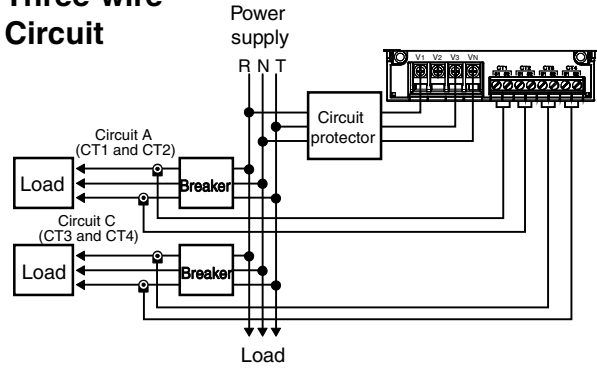 Three-wire
Circuit
Power
supply
R N T
V1 V2 V3 VN
CT1 CT2 CT3 CT4
Circuit
protector
Circuit A
(CT1 and CT2)
Load
Breaker
Circuit C
(CT3 and CT4)
Load
Breaker
Load